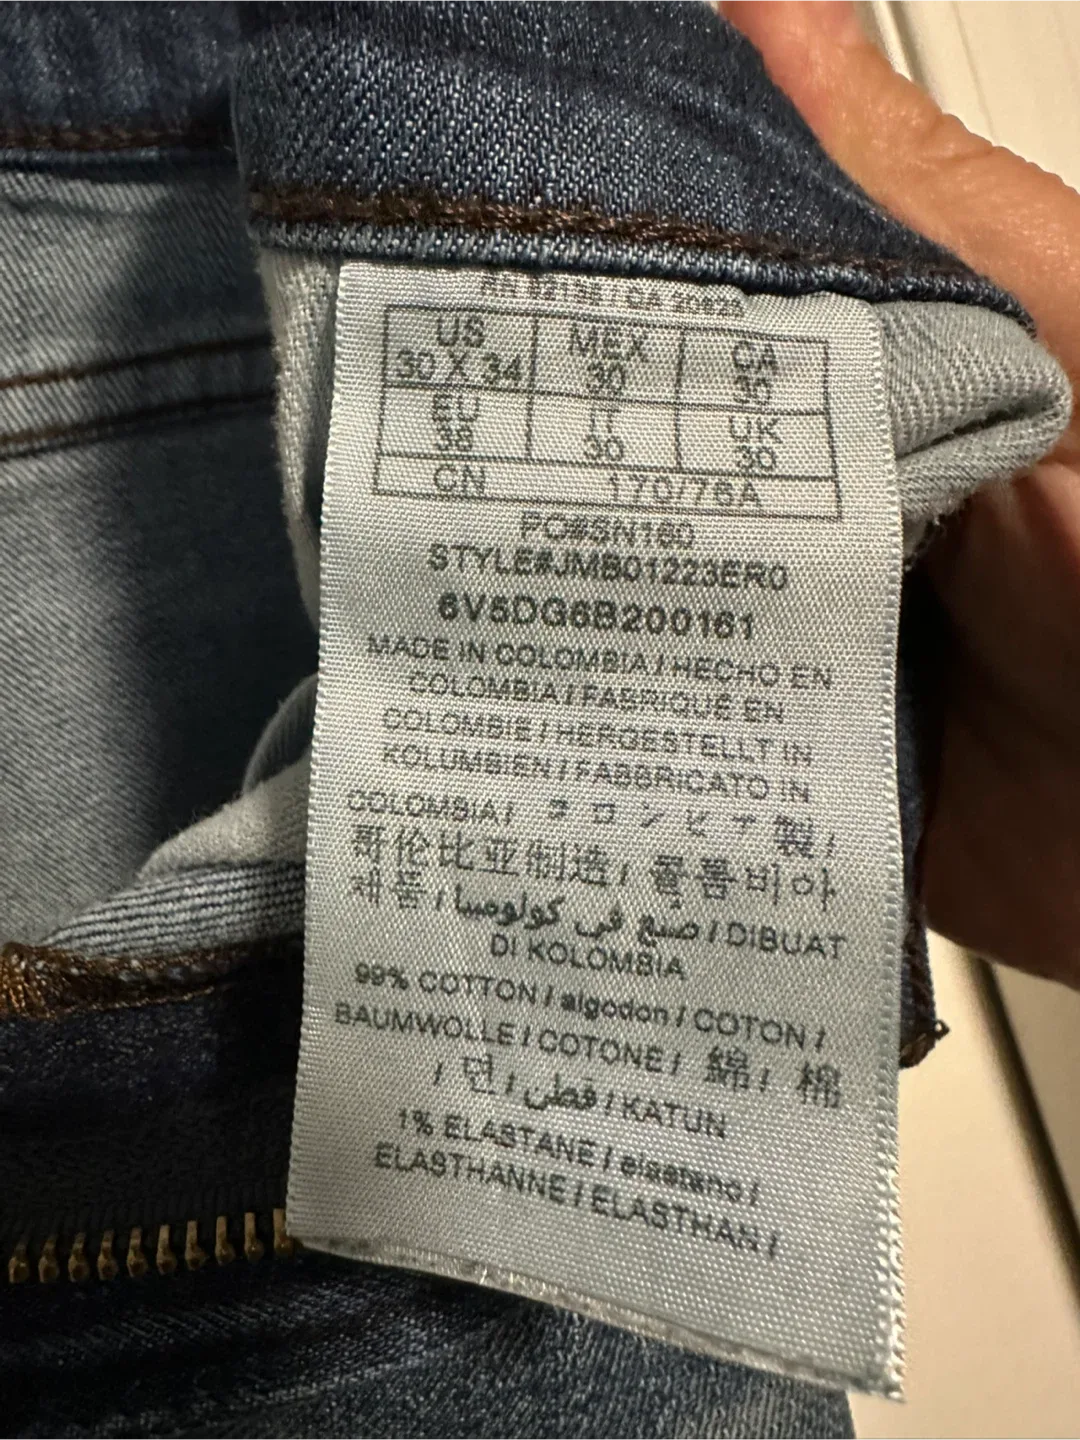 RN 92138 / CA 20623
US MEX CA
30 X 34 30 30
EU IT UK
38 30 30
CN 170/76A
PO#SN160
STYLE#JMB01223ER0
6V5DG6B200161
MADE IN COLOMBIA / HECHO EN
COLOMBIA / FABRIQUÉ EN
COLOMBIE / HERGESTELLT IN
KOLUMBIEN / FABBRICATO IN
COLOMBIA / コロンビア 製 /
哥伦比亚制造 / 콜롬비아
제품 / صنع في كولومبيا / DIBUAT
DI KOLOMBIA
99% COTTON / algodon / COTON /
BAUMWOLLE / COTONE / 綿 / 棉
/ 면 / قطن / KATUN
1% ELASTANE / elastano /
ELASTHANNE / ELASTHAN /